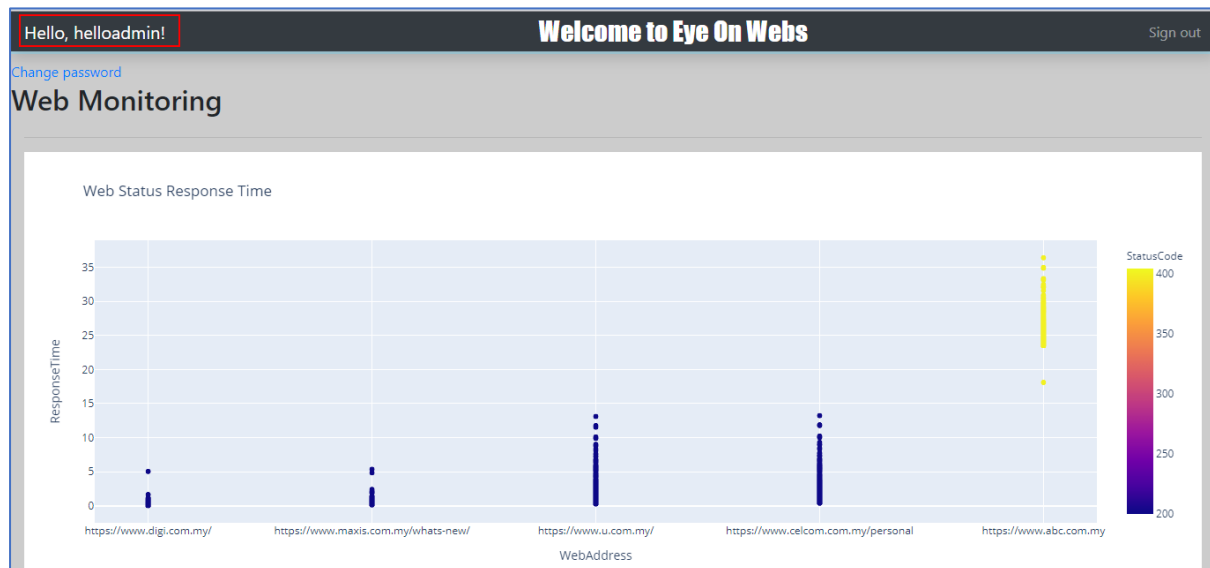 Hello, helloadmin!
Welcome to Eye On Webs
Sign out
Change password
Web Monitoring
Web Status Response Time
StatusCode
400
350
300
250
200
ResponseTime
35
30
25
20
15
10
5
0
https://www.digi.com.my/
https://www.maxis.com.my/whats-new/
https://www.u.com.my/
https://www.celcom.com.my/personal
https://www.abc.com.my
WebAddress